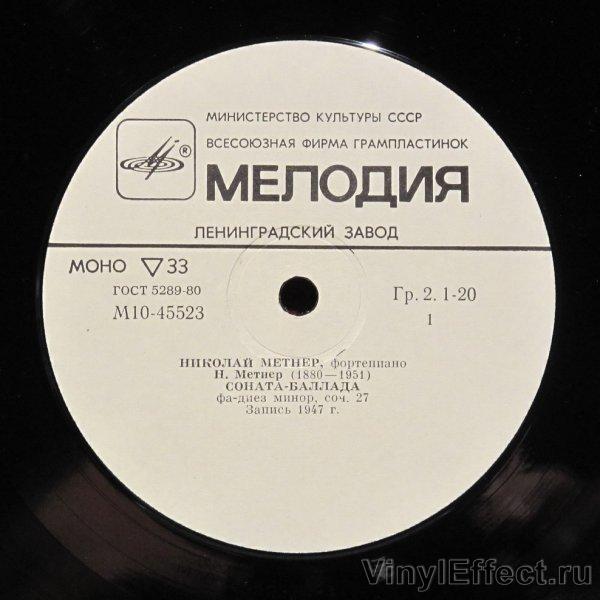 МИНИСТЕРСТВО КУЛЬТУРЫ СССР
ВСЕСОЮЗНАЯ ФИРМА ГРАМПЛАСТИНОК
®
МЕЛОДИЯ
ЛЕНИНГРАДСКИЙ ЗАВОД
МОНО ▽ 33
ГОСТ 5289-80
М10-45523
Гр. 2. 1-20
1
НИКОЛАЙ МЕТНЕР, фортепиано
Н. Метнер (1880—1951)
СОНАТА-БАЛЛАДА
фа-диез минор, соч. 27
Запись 1947 г.
VinylEffect.ru